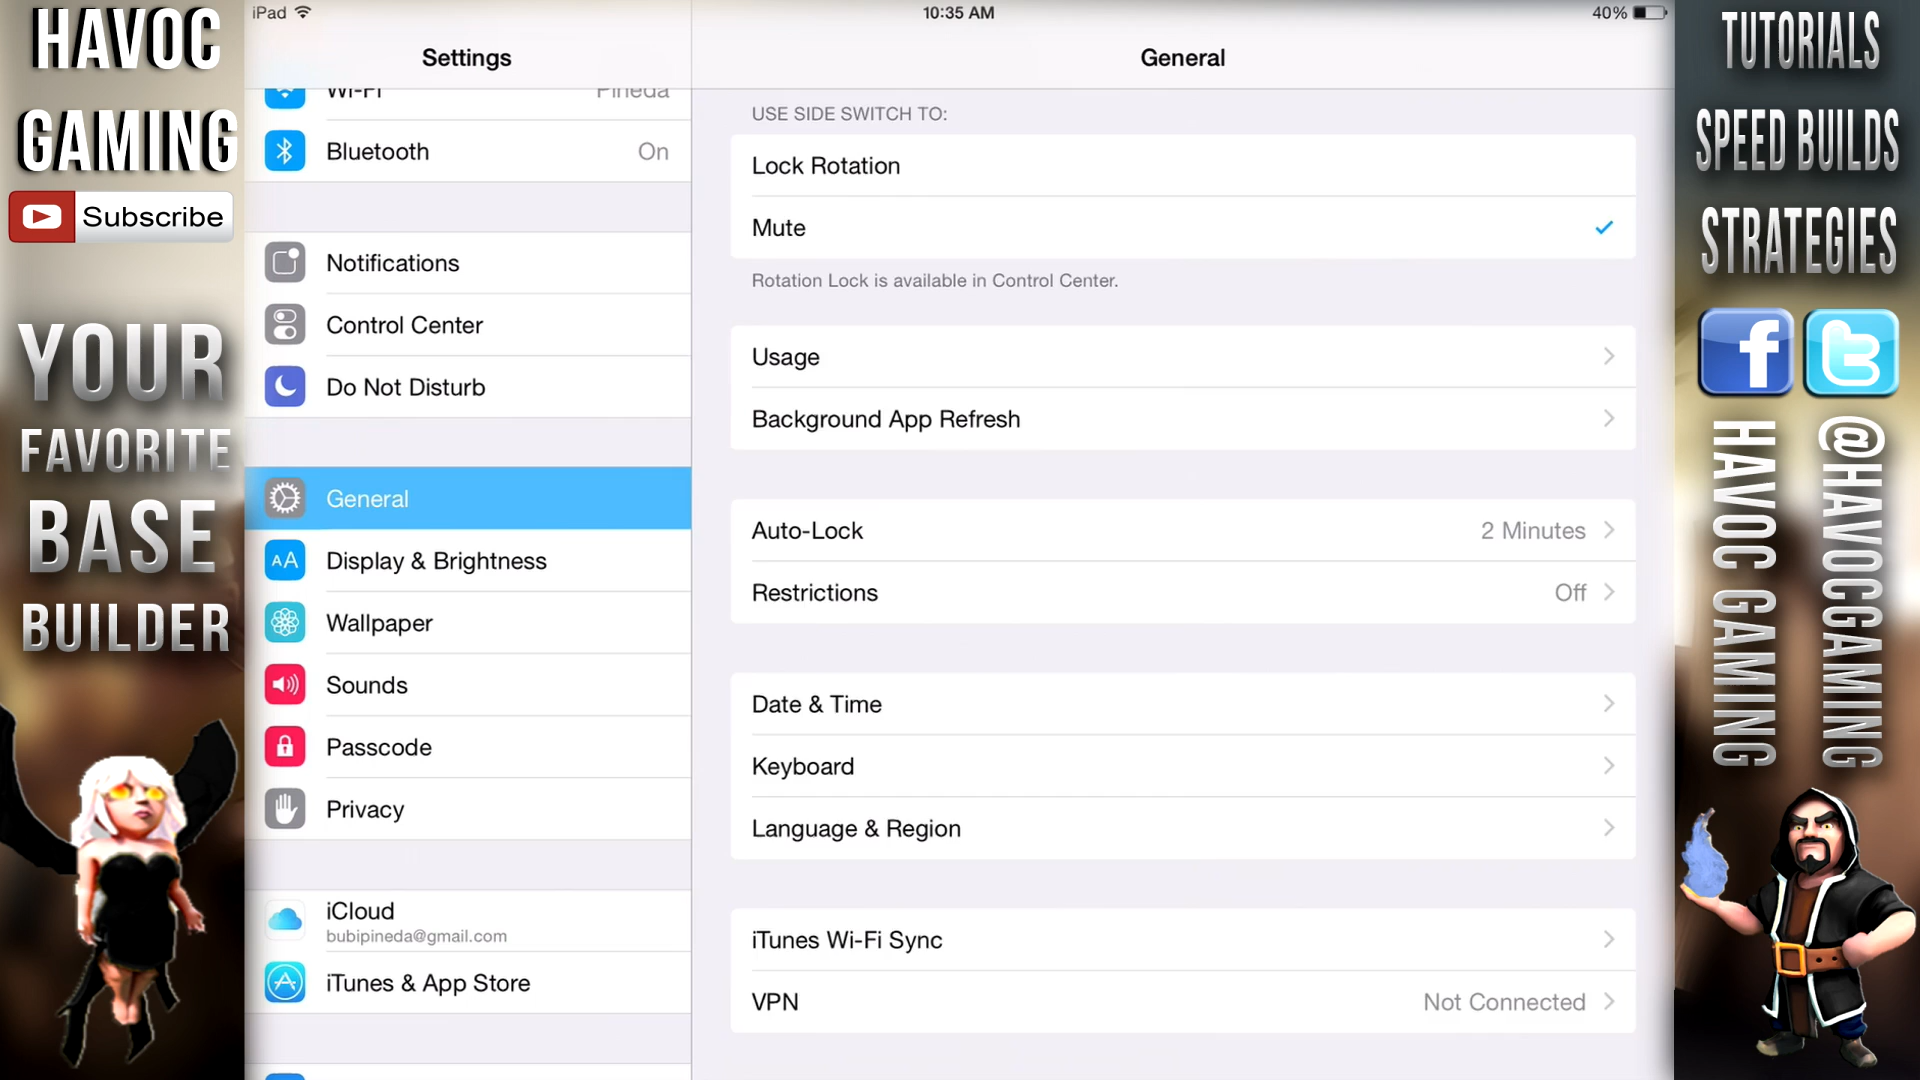 HAVOC
GAMING
Subscribe
YOUR
FAVORITE
BASE
BUILDER
iPad
10:35 AM
40%
Settings
General
Wi-Fi
Pineda
Bluetooth
On
Notifications
Control Center
Do Not Disturb
General
Display & Brightness
AA
Wallpaper
Sounds
Passcode
Privacy
iCloud
bubipineda@gmail.com
iTunes & App Store
USE SIDE SWITCH TO:
Lock Rotation
Mute
Rotation Lock is available in Control Center.
Usage
Background App Refresh
Auto-Lock
2 Minutes
Restrictions
Off
Date & Time
Keyboard
Language & Region
iTunes Wi-Fi Sync
VPN
Not Connected
TUTORIALS
SPEED BUILDS
STRATEGIES
f
t
HAVOC GAMING
@HAVOCGAMING